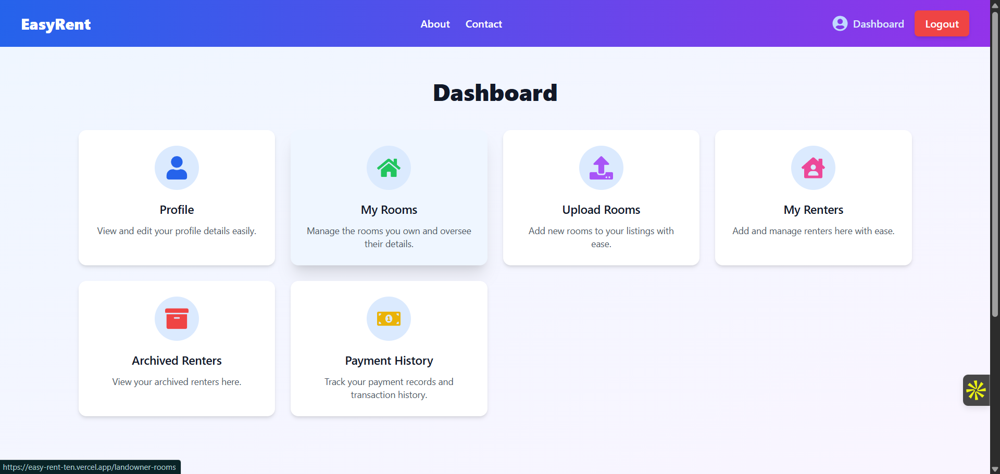 EasyRent
About
Contact
Dashboard
Logout
Dashboard
Profile
View and edit your profile details easily.
My Rooms
Manage the rooms you own and oversee
their details.
Upload Rooms
Add new rooms to your listings with
ease.
My Renters
Add and manage renters here with ease.
Archived Renters
View your archived renters here.
1
Payment History
Track your payment records and
transaction history.
https://easy-rent-ten.vercel.app/landowner-rooms